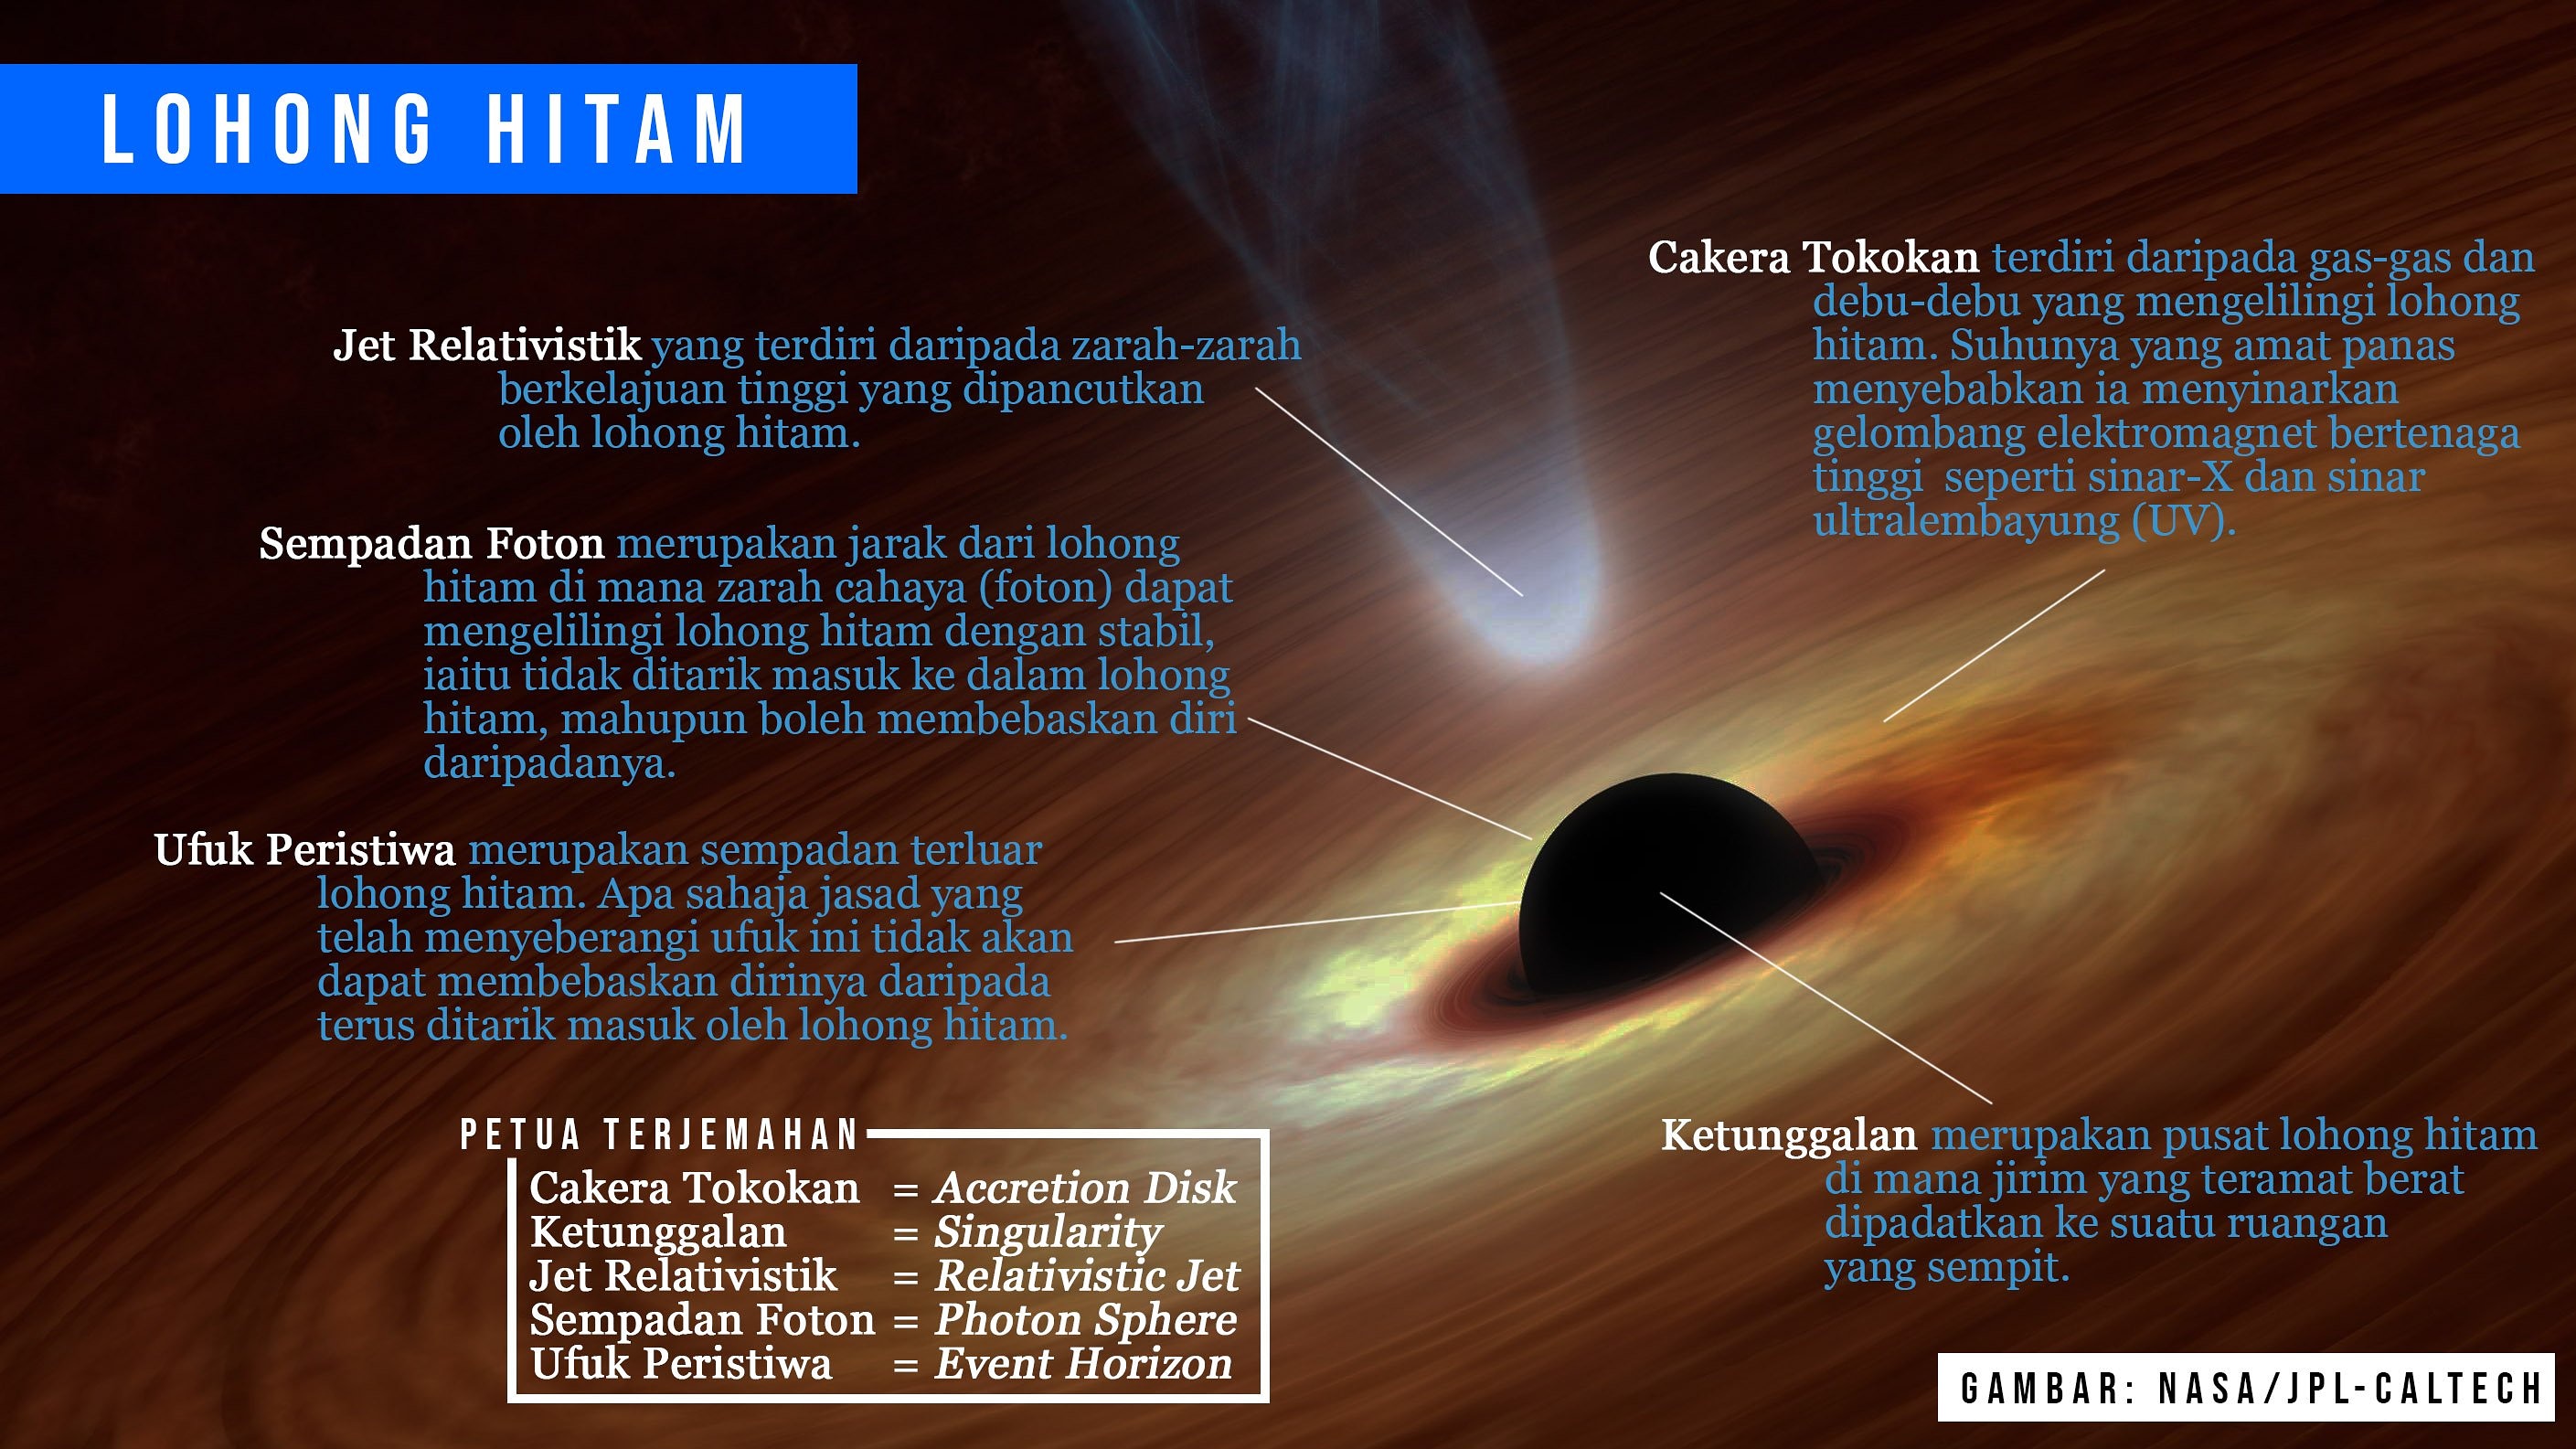 LOHONG HITAM
Jet Relativistik yang terdiri daripada zarah-zarah
berkelajuan tinggi yang dipancutkan
oleh lohong hitam.
Sempadan Foton merupakan jarak dari lohong
hitam di mana zarah cahaya (foton) dapat
mengelilingi lohong hitam dengan stabil,
iaitu tidak ditarik masuk ke dalam lohong
hitam, mahupun boleh membebaskan diri
daripadanya.
Ufuk Peristiwa merupakan sempadan terluar
lohong hitam. Apa sahaja jasad yang
telah menyeberangi ufuk ini tidak akan
dapat membebaskan dirinya daripada
terus ditarik masuk oleh lohong hitam.
Cakera Tokokan terdiri daripada gas-gas dan
debu-debu yang mengelilingi lohong
hitam. Suhunya yang amat panas
menyebabkan ia menyinarkan
gelombang elektromagnet bertenaga
tinggi seperti sinar-X dan sinar
ultralembayung (UV).
Ketunggalan merupakan pusat lohong hitam
di mana jirim yang teramat berat
dipadatkan ke suatu ruangan
yang sempit.
PETUA TERJEMAHAN
Cakera Tokokan = Accretion Disk
Ketunggalan = Singularity
Jet Relativistik = Relativistic Jet
Sempadan Foton = Photon Sphere
Ufuk Peristiwa = Event Horizon
GAMBAR: NASA/JPL-CALTECH